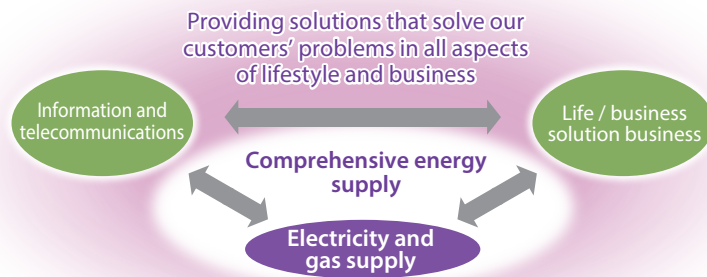 Providing solutions that solve our
customers’ problems in all aspects
of lifestyle and business
Information and
telecommunications
Life / business
solution business
Comprehensive energy
supply
Electricity and
gas supply